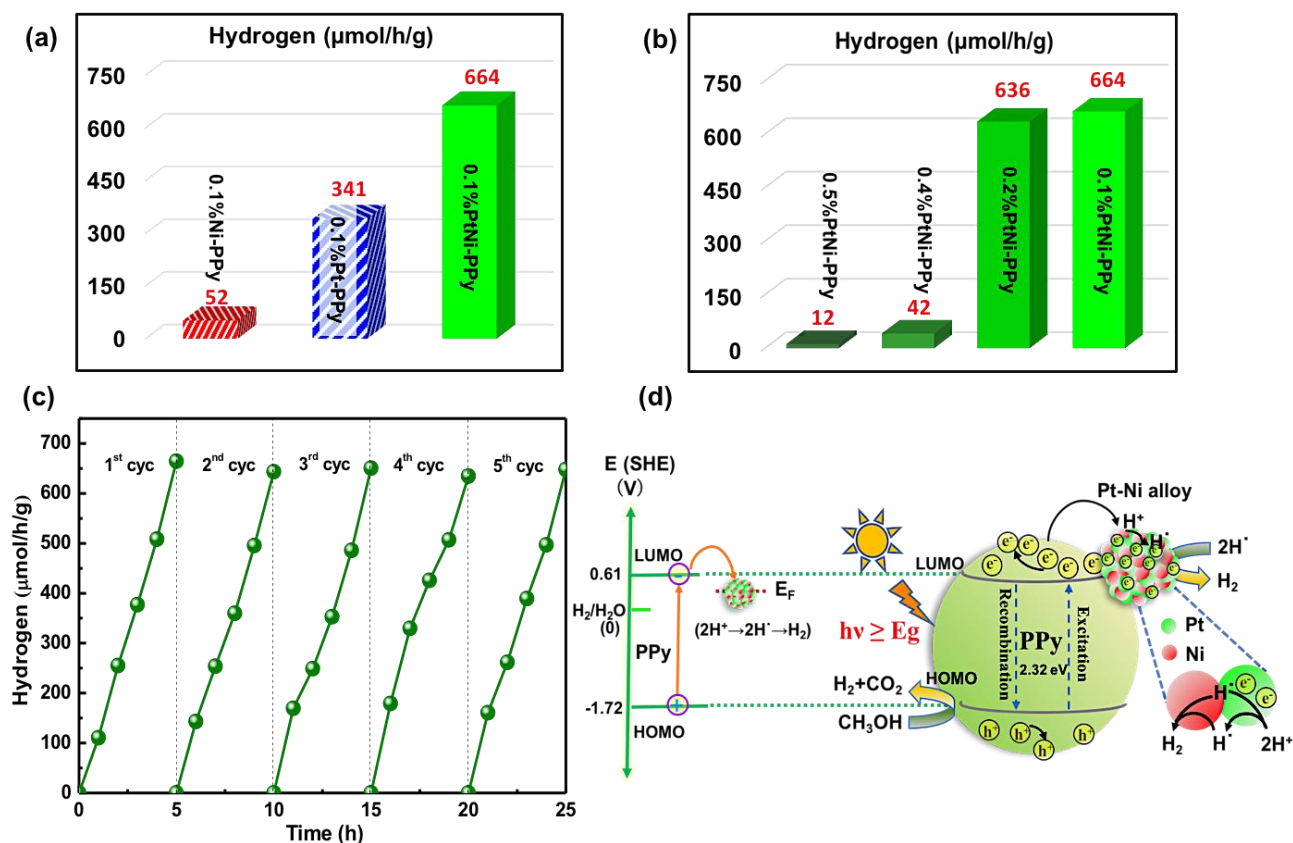 (a)
Hydrogen (µmol/h/g)
750
600
450
300
150
0
0.1%Ni-PPy
52
341
0.1%Pt-PPy
664
0.1%PtNi-PPy
(b)
Hydrogen (µmol/h/g)
750
600
450
300
150
0
0.5%PtNi-PPy
12
0.4%PtNi-PPy
42
636
0.2%PtNi-PPy
664
0.1%PtNi-PPy
(c)
Hydrogen (µmol/h/g)
700
600
500
400
300
200
100
0
1st cyc
2nd cyc
3rd cyc
4th cyc
5th cyc
0 5 10 15 20 25
Time (h)
(d)
E (SHE)
(V)
LUMO
0.61
H₂/H₂O
(0)
PPy
-1.72
HOMO
E_F
(2H⁺→2H˙→H₂)
hν ≥ Eg
H₂+CO₂
CH₃OH
LUMO
HOMO
Recombination
Excitation
PPy
2.32 eV
e⁻ e⁻ e⁻ e⁻ e⁻ e⁻
h⁺ h⁺ h⁺ h⁺
Pt-Ni alloy
H⁺
H˙
2H˙
H₂
Pt
Ni
H˙
e⁻
e⁻
H₂ H˙ 2H⁺